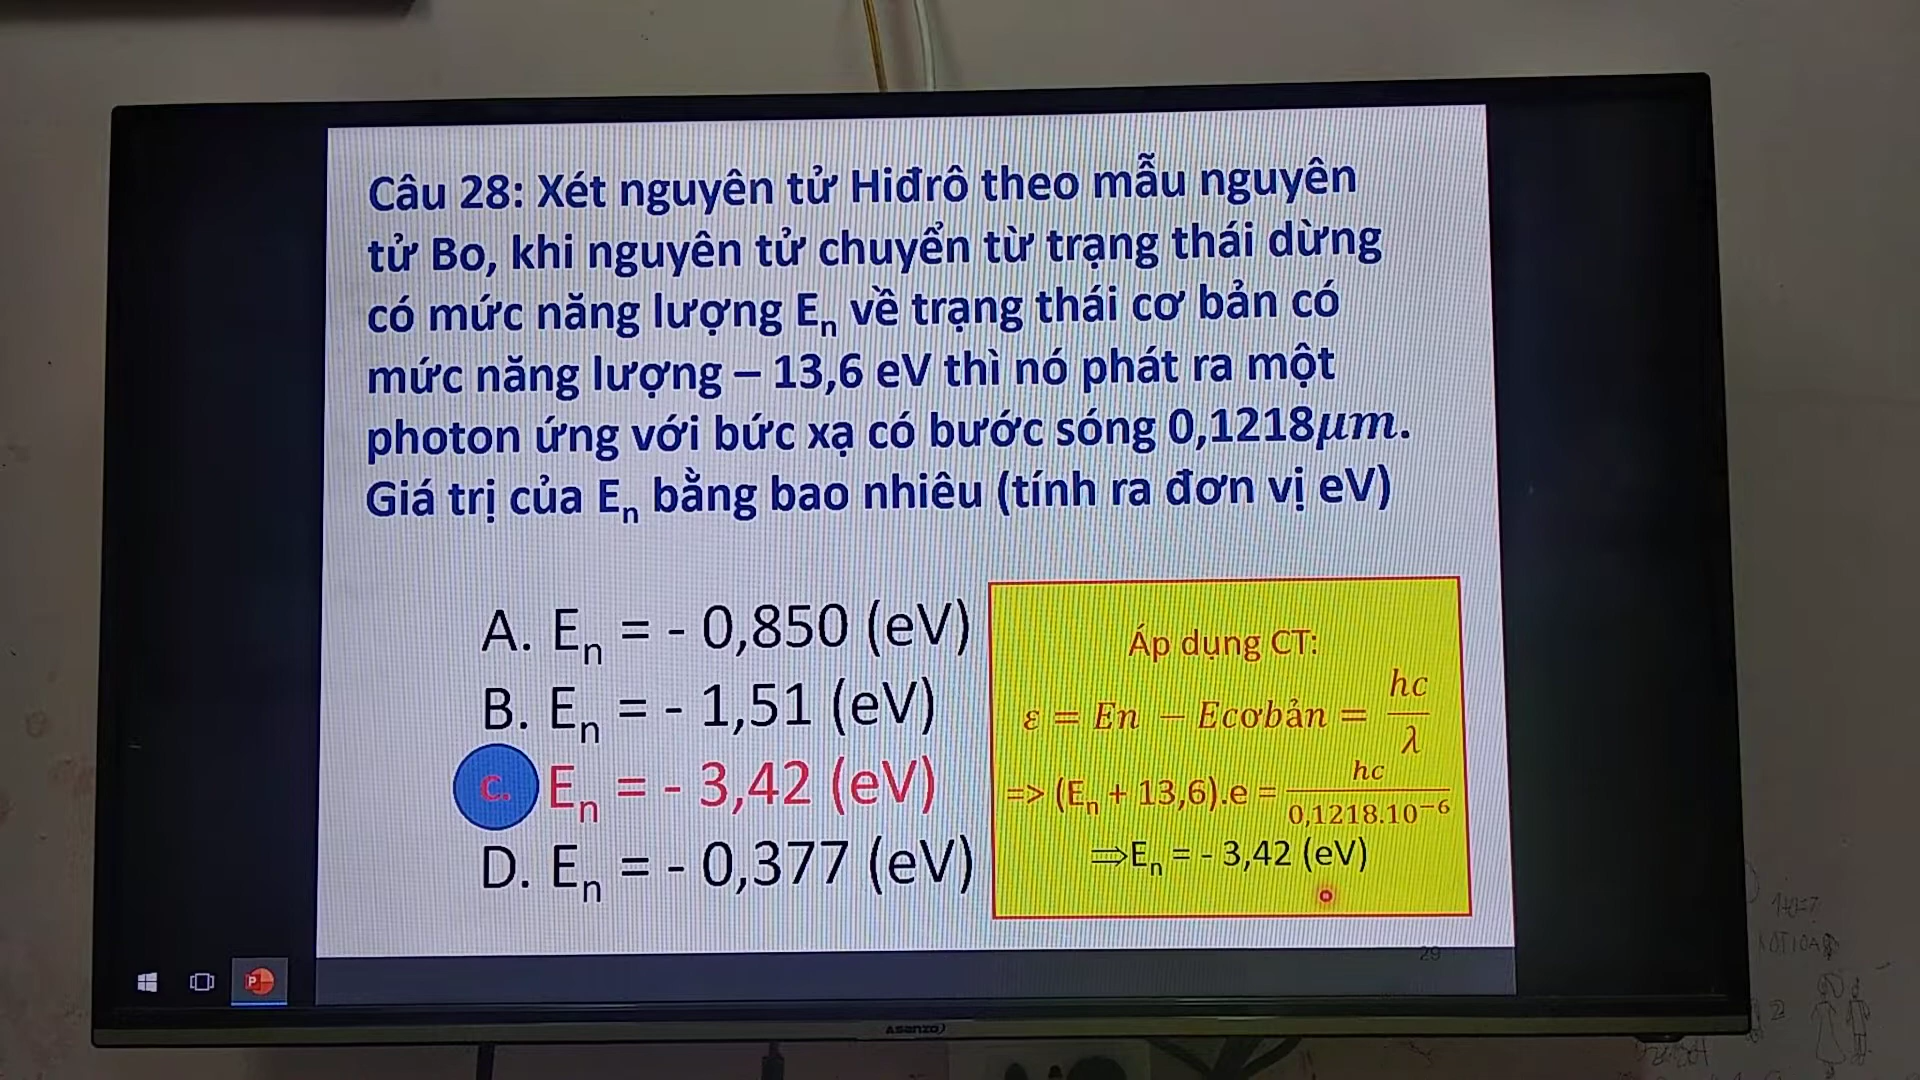 Câu 28: Xét nguyên tử Hiđrô theo mẫu nguyên
tử Bo, khi nguyên tử chuyển từ trạng thái dừng
có mức năng lượng Eₙ về trạng thái cơ bản có
mức năng lượng – 13,6 eV thì nó phát ra một
photon ứng với bức xạ có bước sóng 0,1218μm.
Giá trị của Eₙ bằng bao nhiêu (tính ra đơn vị eV)
A. Eₙ = - 0,850 (eV)
B. Eₙ = - 1,51 (eV)
C. Eₙ = - 3,42 (eV)
D. Eₙ = - 0,377 (eV)
Áp dụng CT:
ε = En − Ecơbản = hc/λ
=> (Eₙ + 13,6).e = hc/0,1218.10⁻⁶
⟹Eₙ = - 3,42 (eV)
29
P
Asanzo